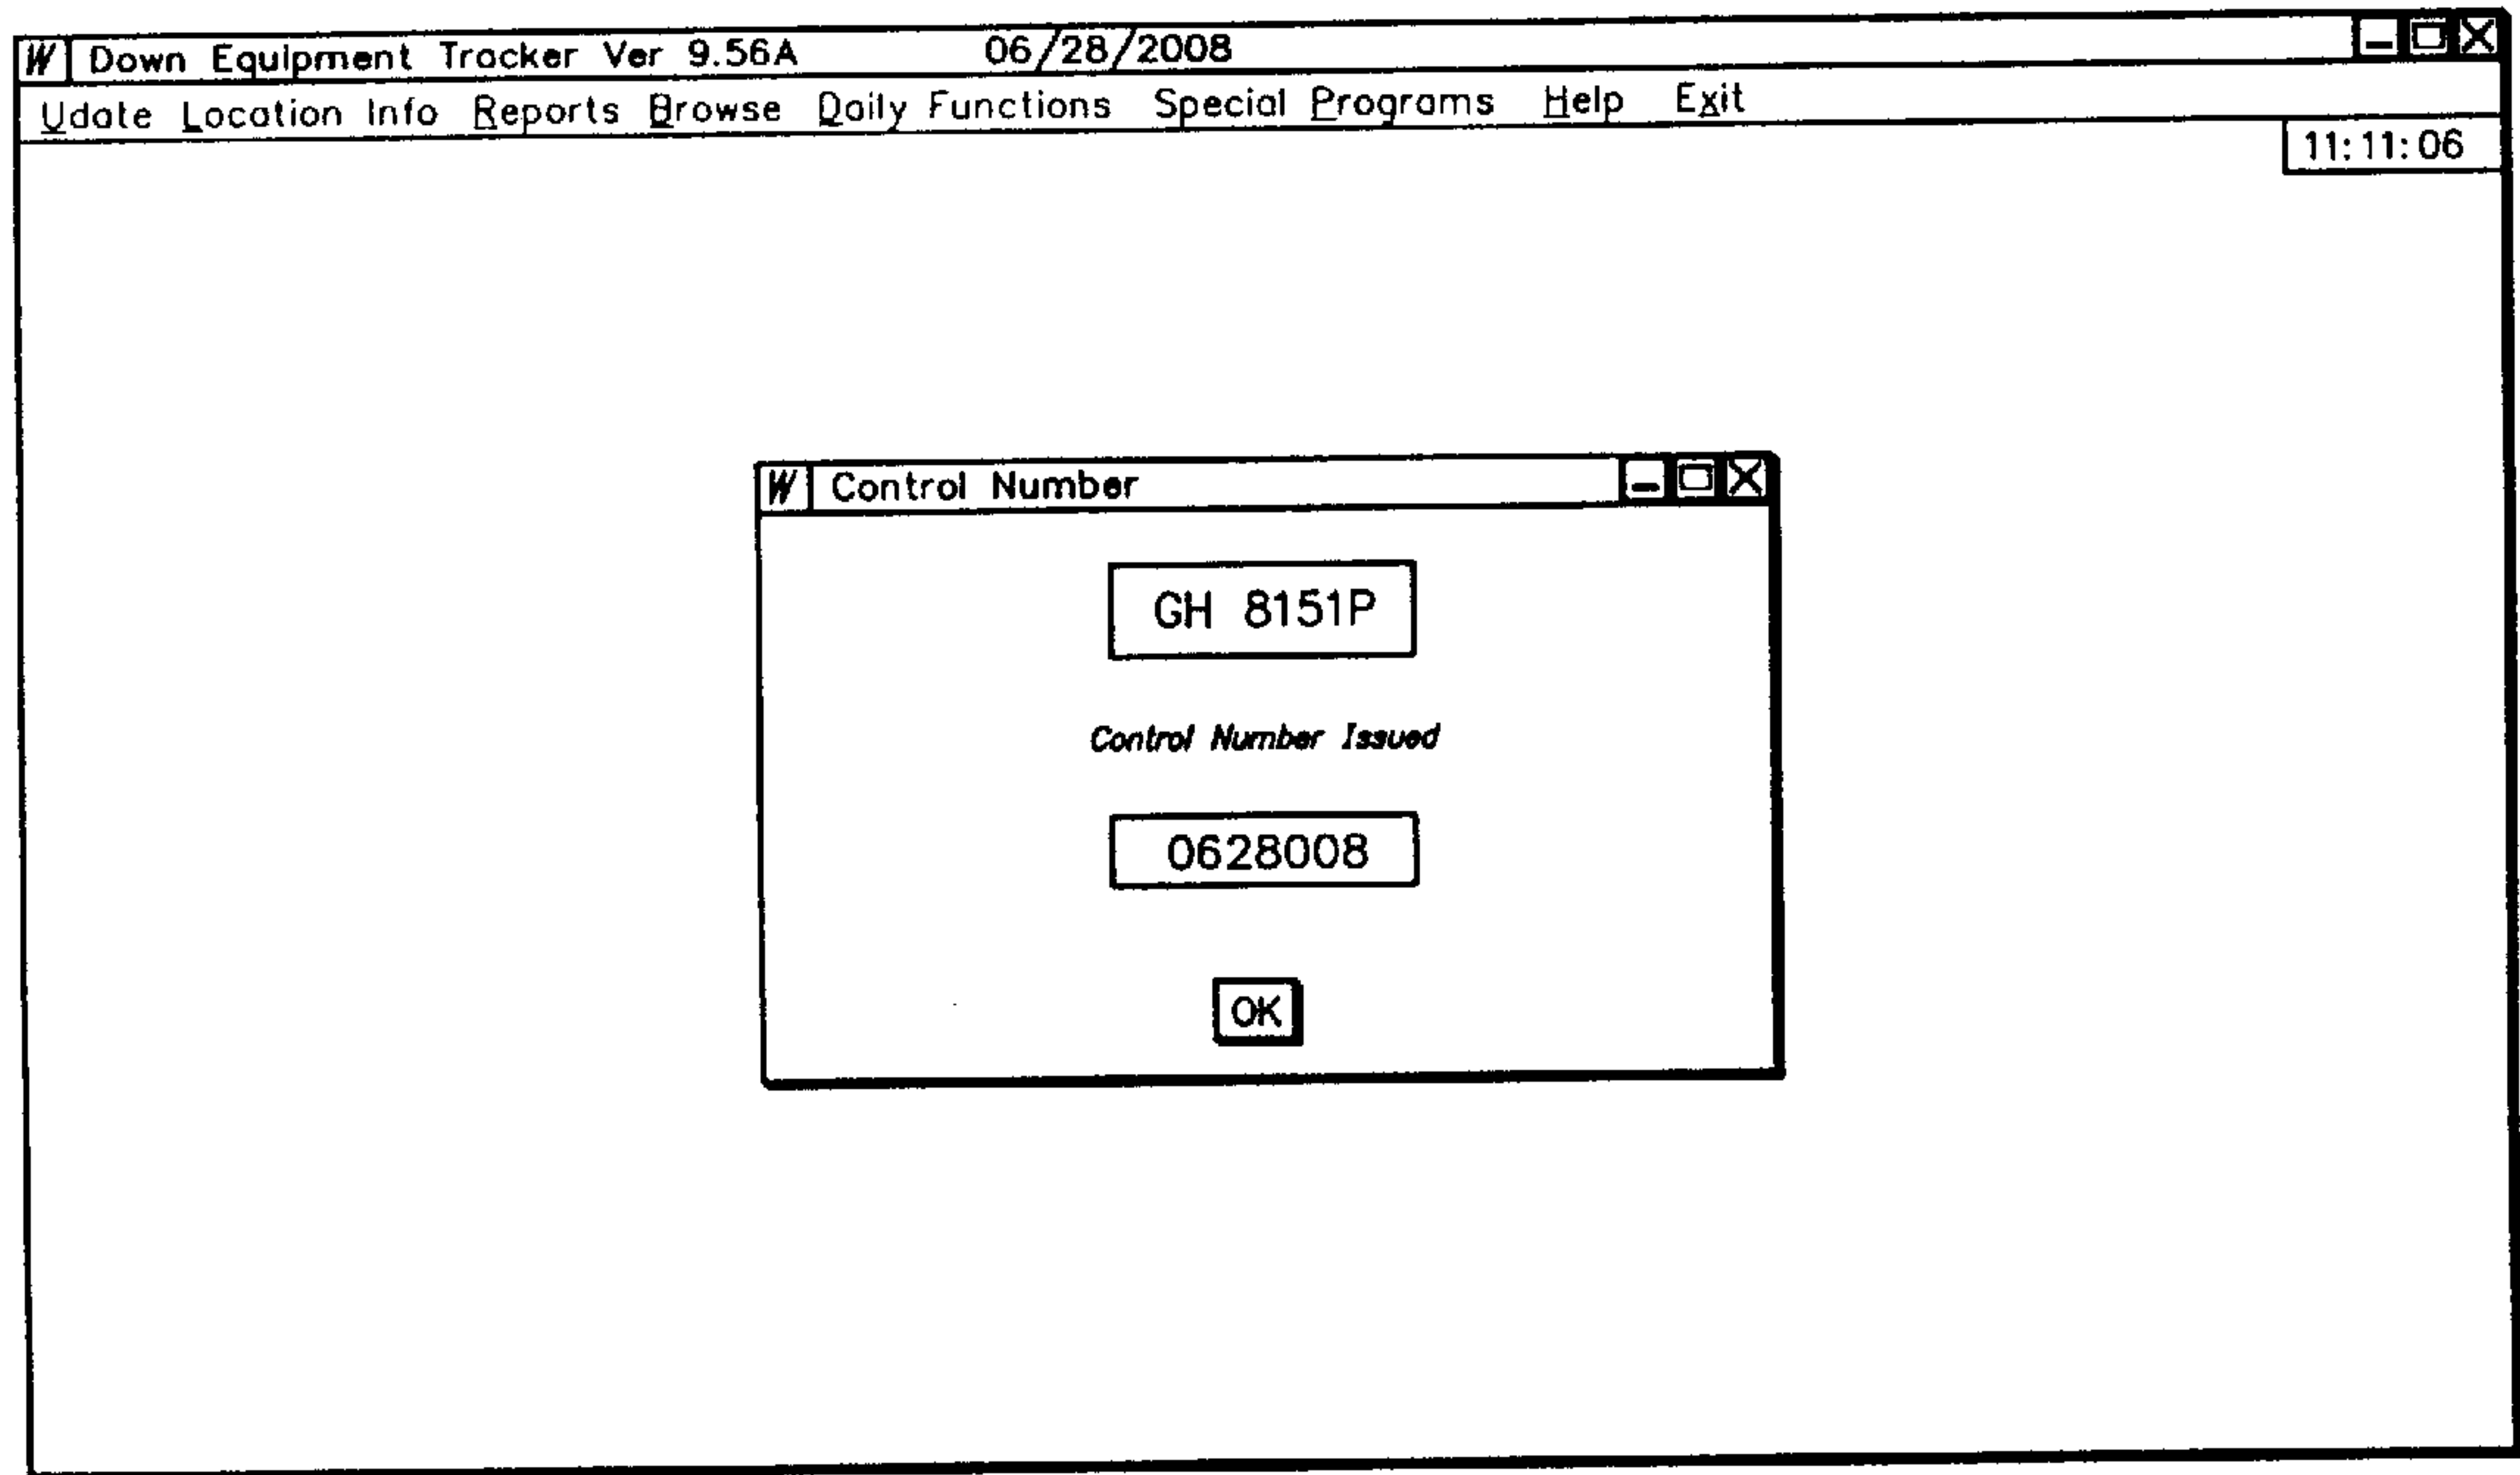 W Down Equipment Tracker Ver 9.56A 06/28/2008
Udate Location Info Reports Browse Daily Functions Special Programs Help Exit
11:11:06
W Control Number
GH 8151P
Control Number Issued
0628008
OK